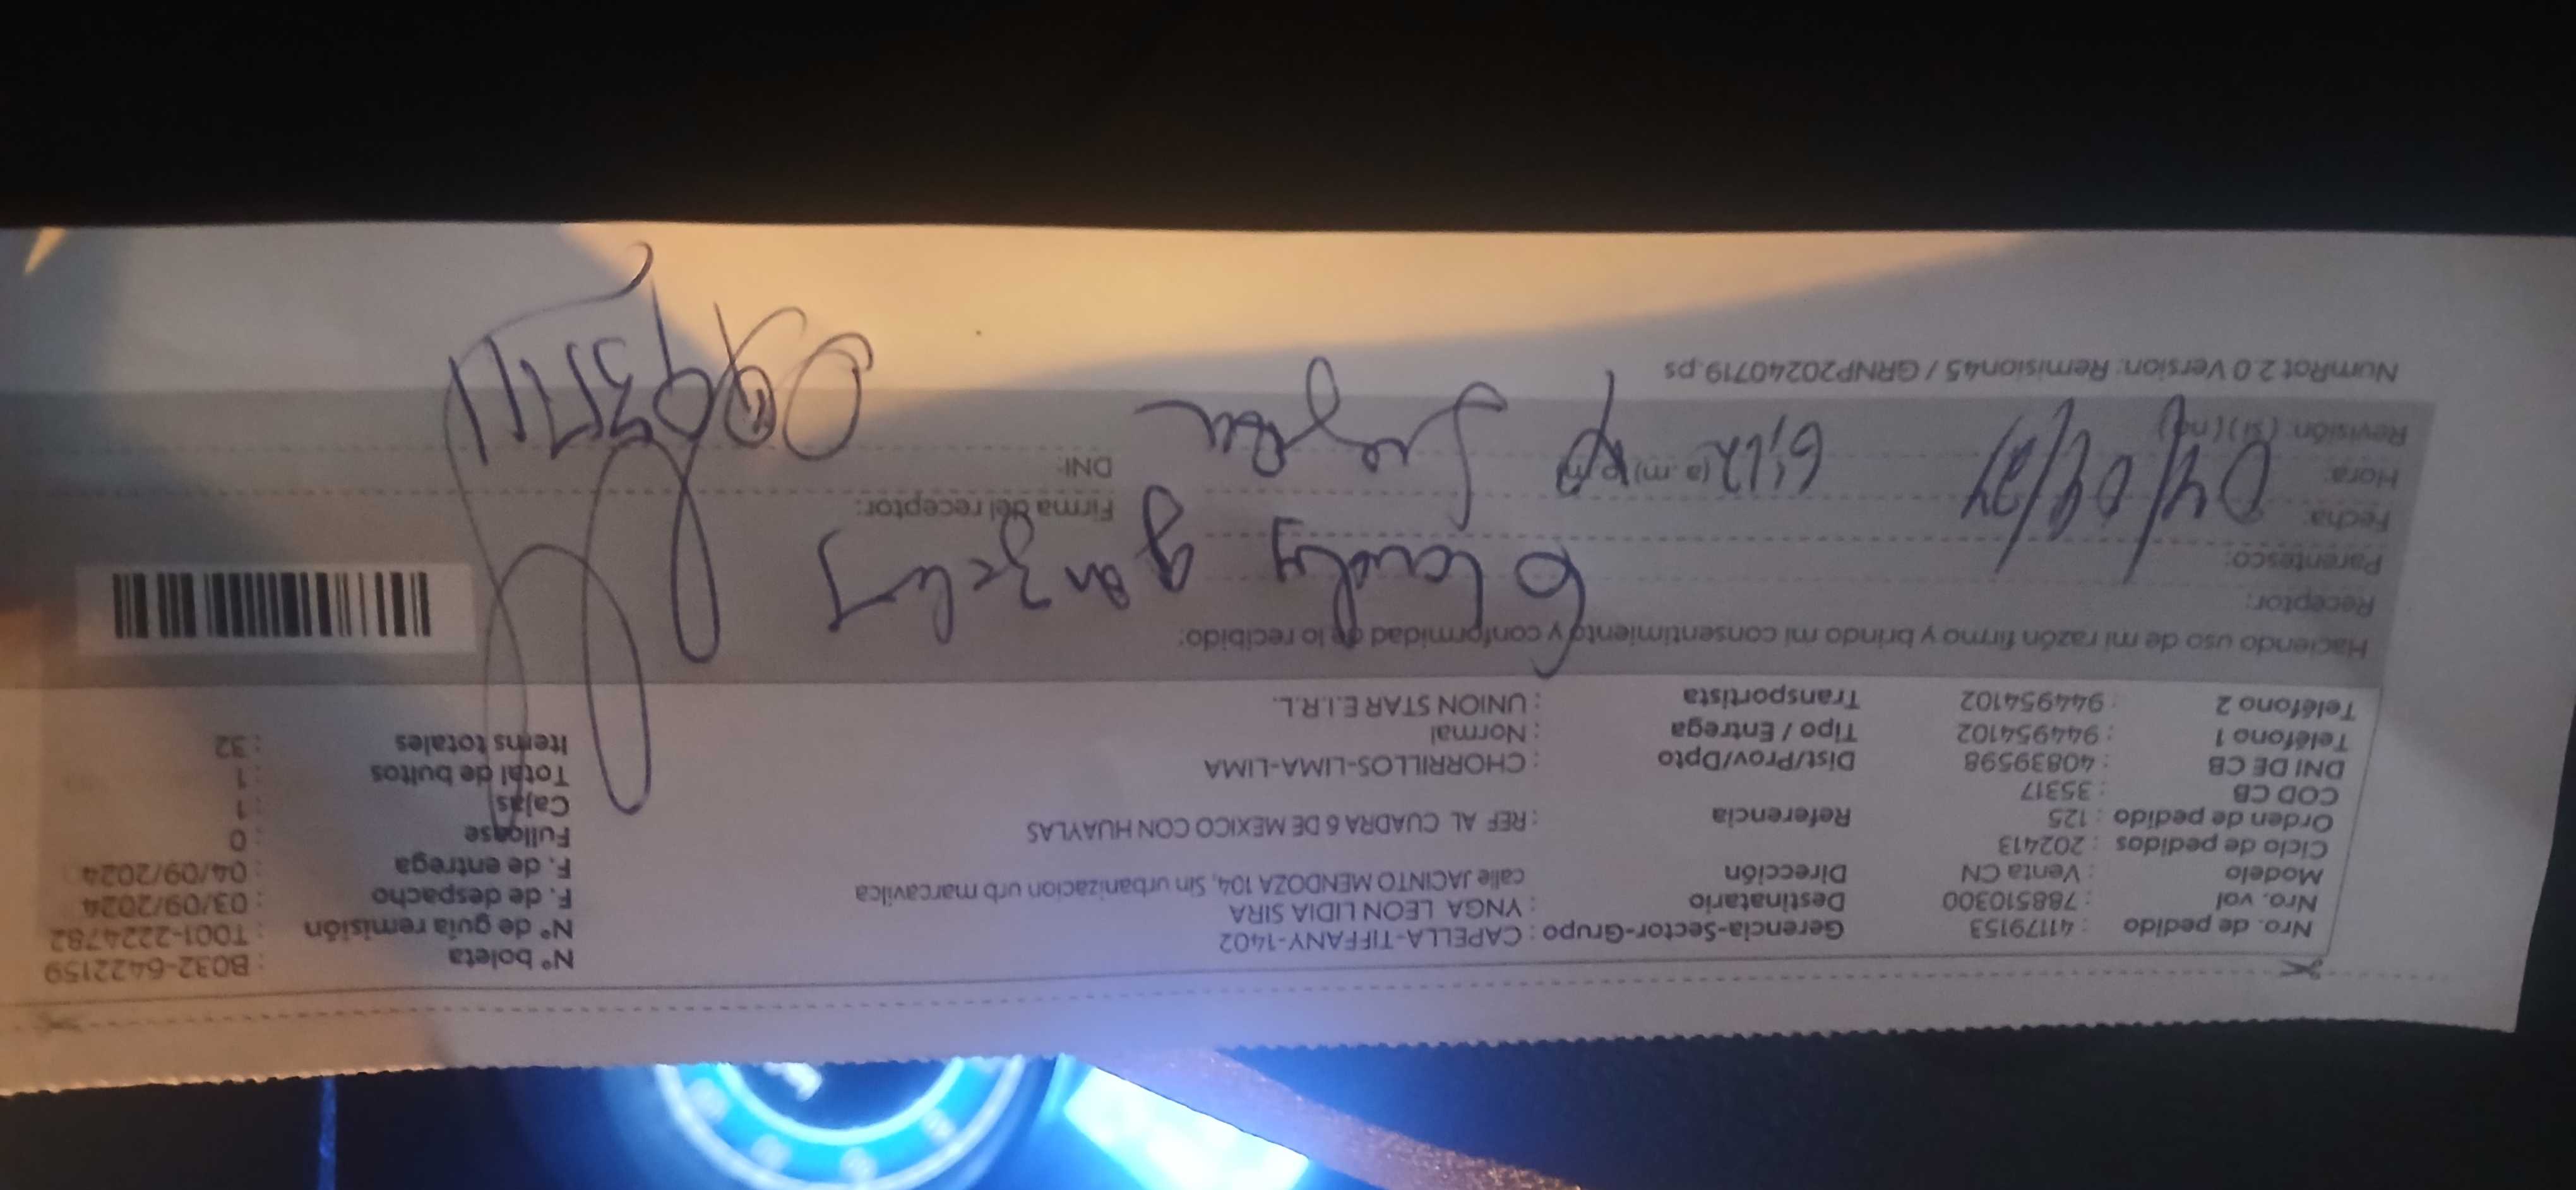 Nro. de pedido : 41179153 Gerencia-Sector-Grupo : CAPELLA-TIFFANY-1402 N° boleta : B032-6422159
Nro. vol : 788510300 Destinatario : YNGA LEON LIDIA SIRA N° de guía remisión : T001-2224782
Modelo : Venta CN Dirección calle JACINTO MENDOZA 104, Sin urbanizacion urb marcavilca F. de despacho : 03/09/2024
Ciclo de pedidos : 202413 F. de entrega : 04/09/2024
Orden de pedido : 125 Referencia : REF AL CUADRA 6 DE MEXICO CON HUAYLAS Fullcase : 0
COD CB : 35317 Cajas : 1
DNI DE CB : 40839598 Dist/Prov/Dpto : CHORRILLOS-LIMA-LIMA Total de bultos : 1
Teléfono 1 : 944954102 Tipo / Entrega : Normal Items totales : 32
Teléfono 2 : 944954102 Transportista : UNION STAR E.I.R.L.
Haciendo uso de mi razón firmo y brindo mi consentimiento y conformidad de lo recibido:
Receptor:
Parentesco:
Fecha: 04/09/24 Firma del receptor:
Hora: (a.m) DNI:
Revisión: (si) (no)
NumRot 2.0 Version: Remision45 / GRNP20240719.ps